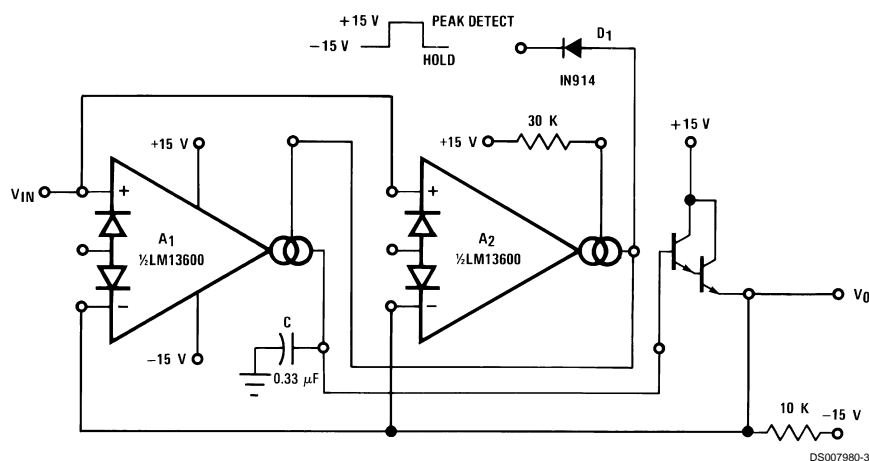 +15 V PEAK DETECT
−15 V HOLD
D1
IN914
30 K
+15 V
+15 V
+15 V
VIN
+
A1
½LM13600
−
−15 V
+
A2
½LM13600
−
C
0.33 μF
VO
10 K
−15 V
DS007980-3